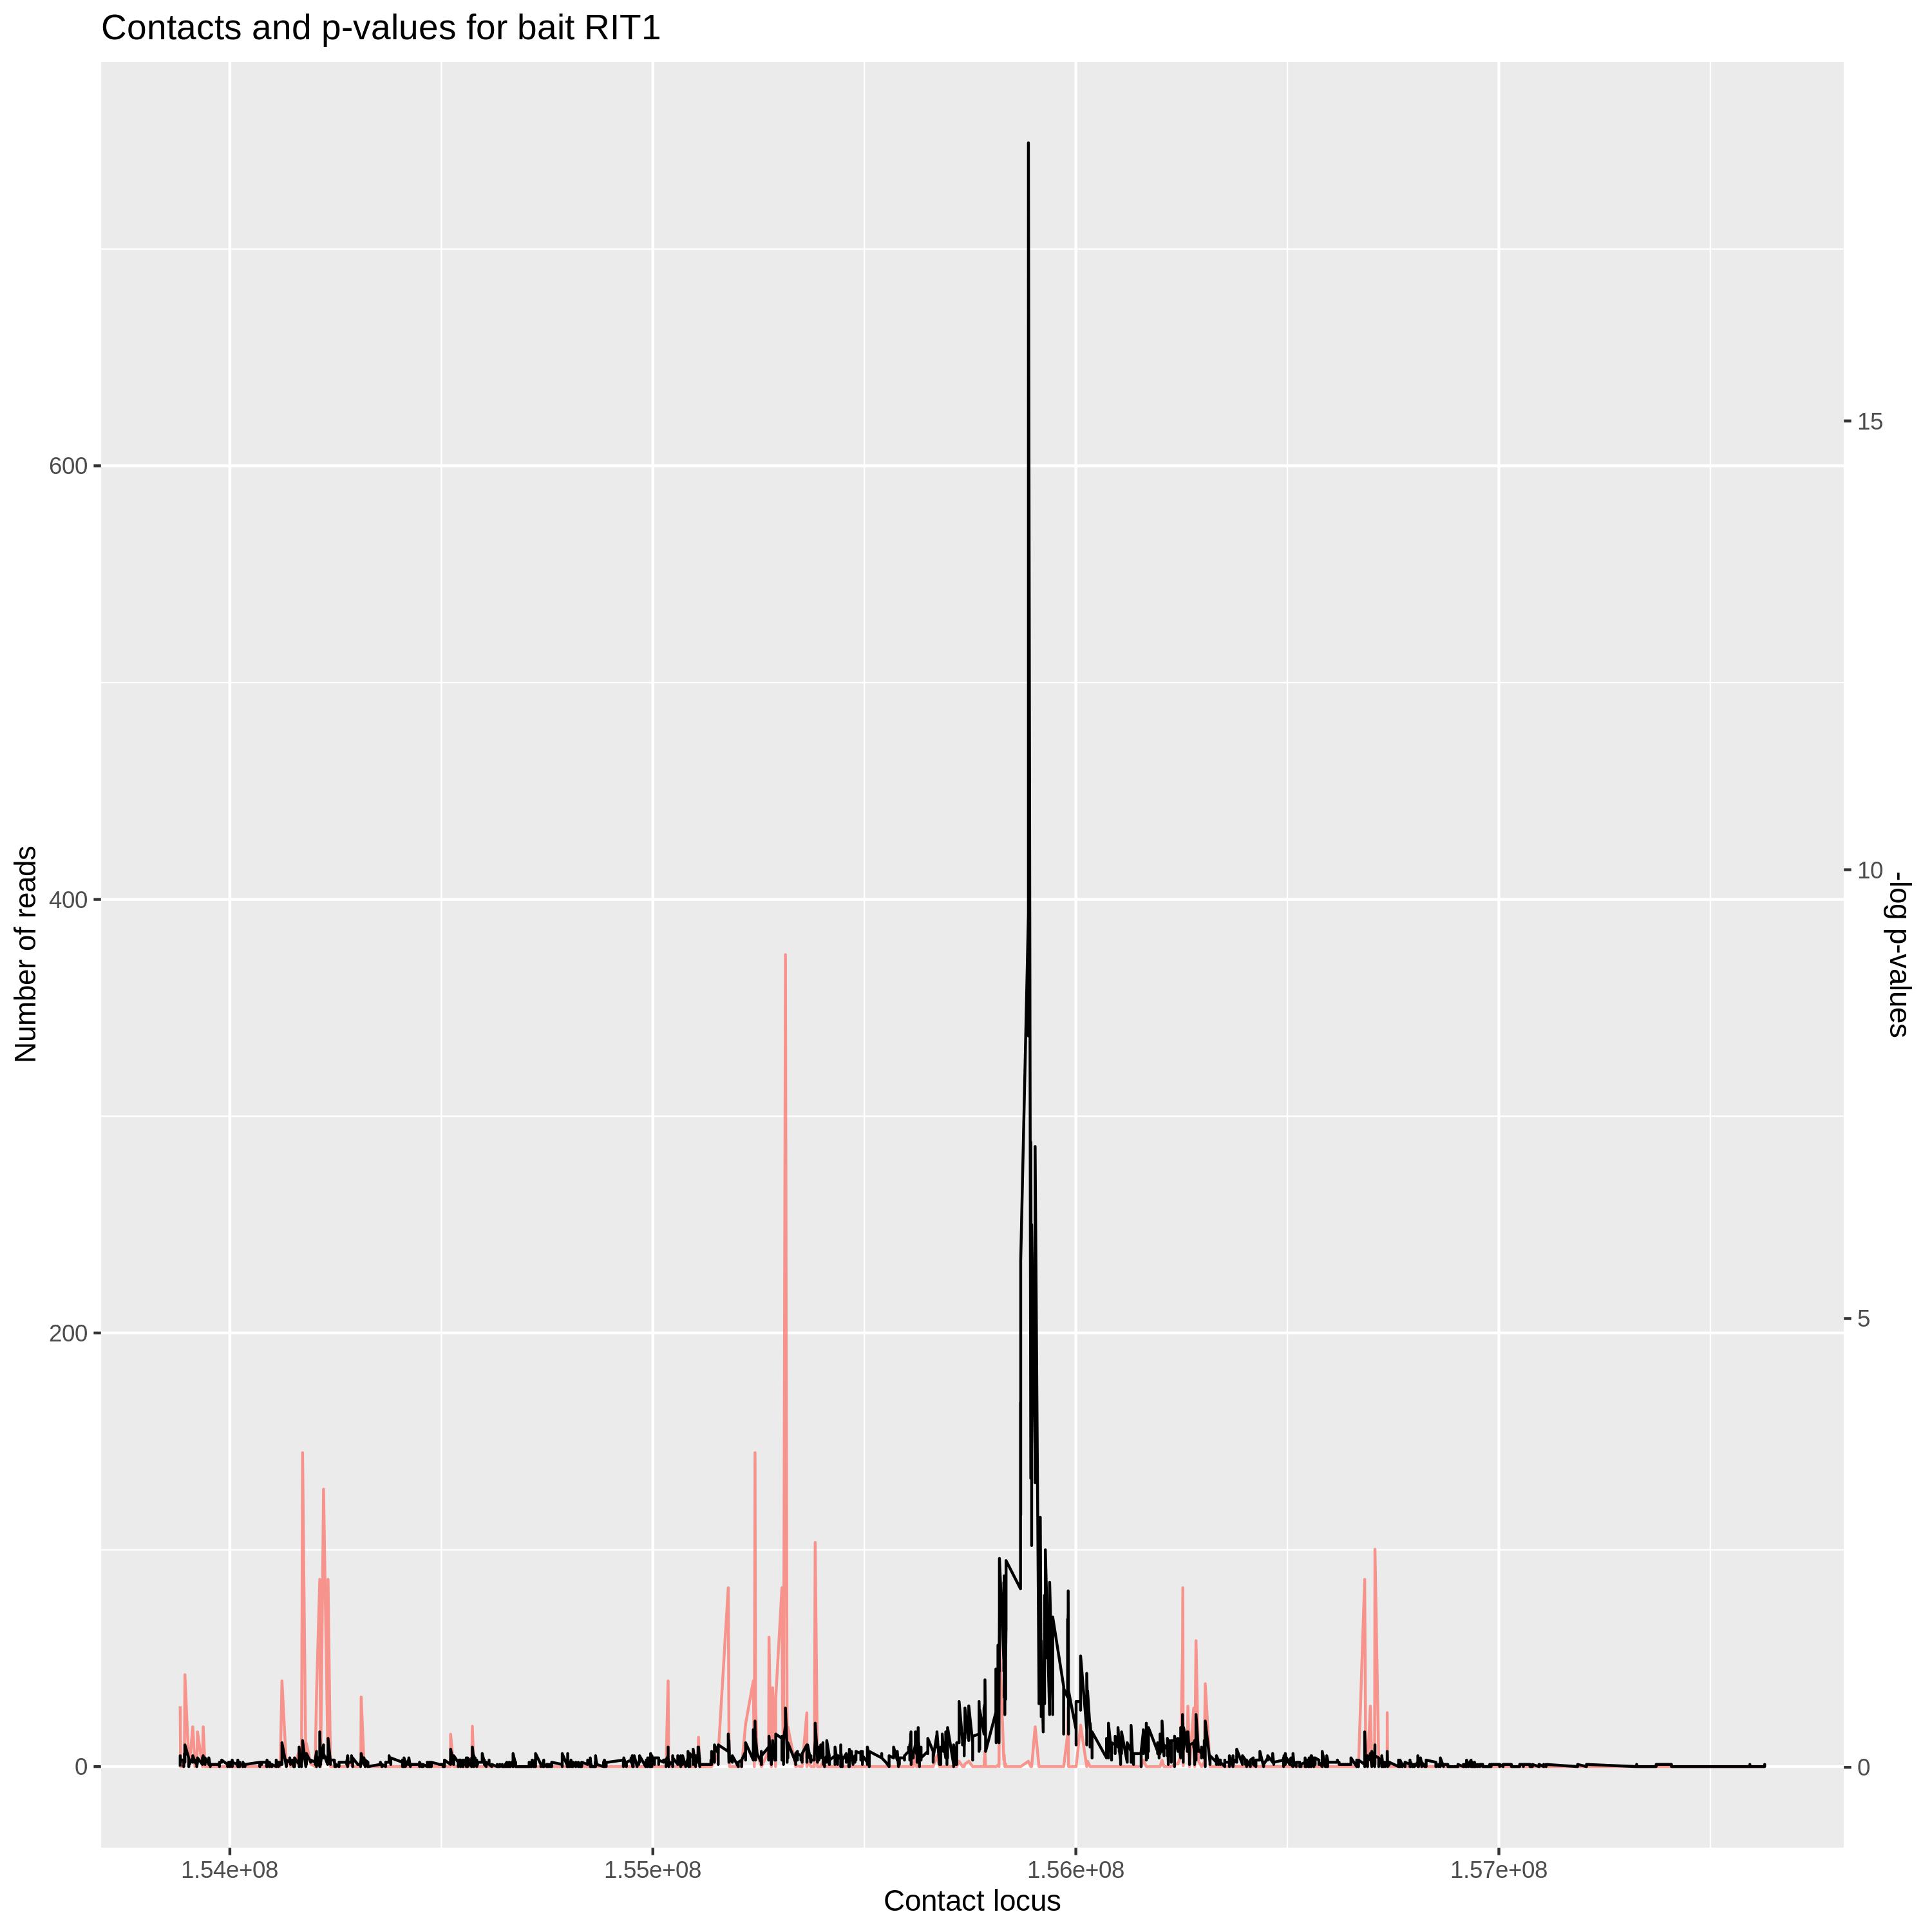 Contacts and p-values for bait RIT1
600
400
200
0
15
10
5
0
Number of reads
-log p-values
1.54e+08
1.55e+08
1.56e+08
1.57e+08
Contact locus